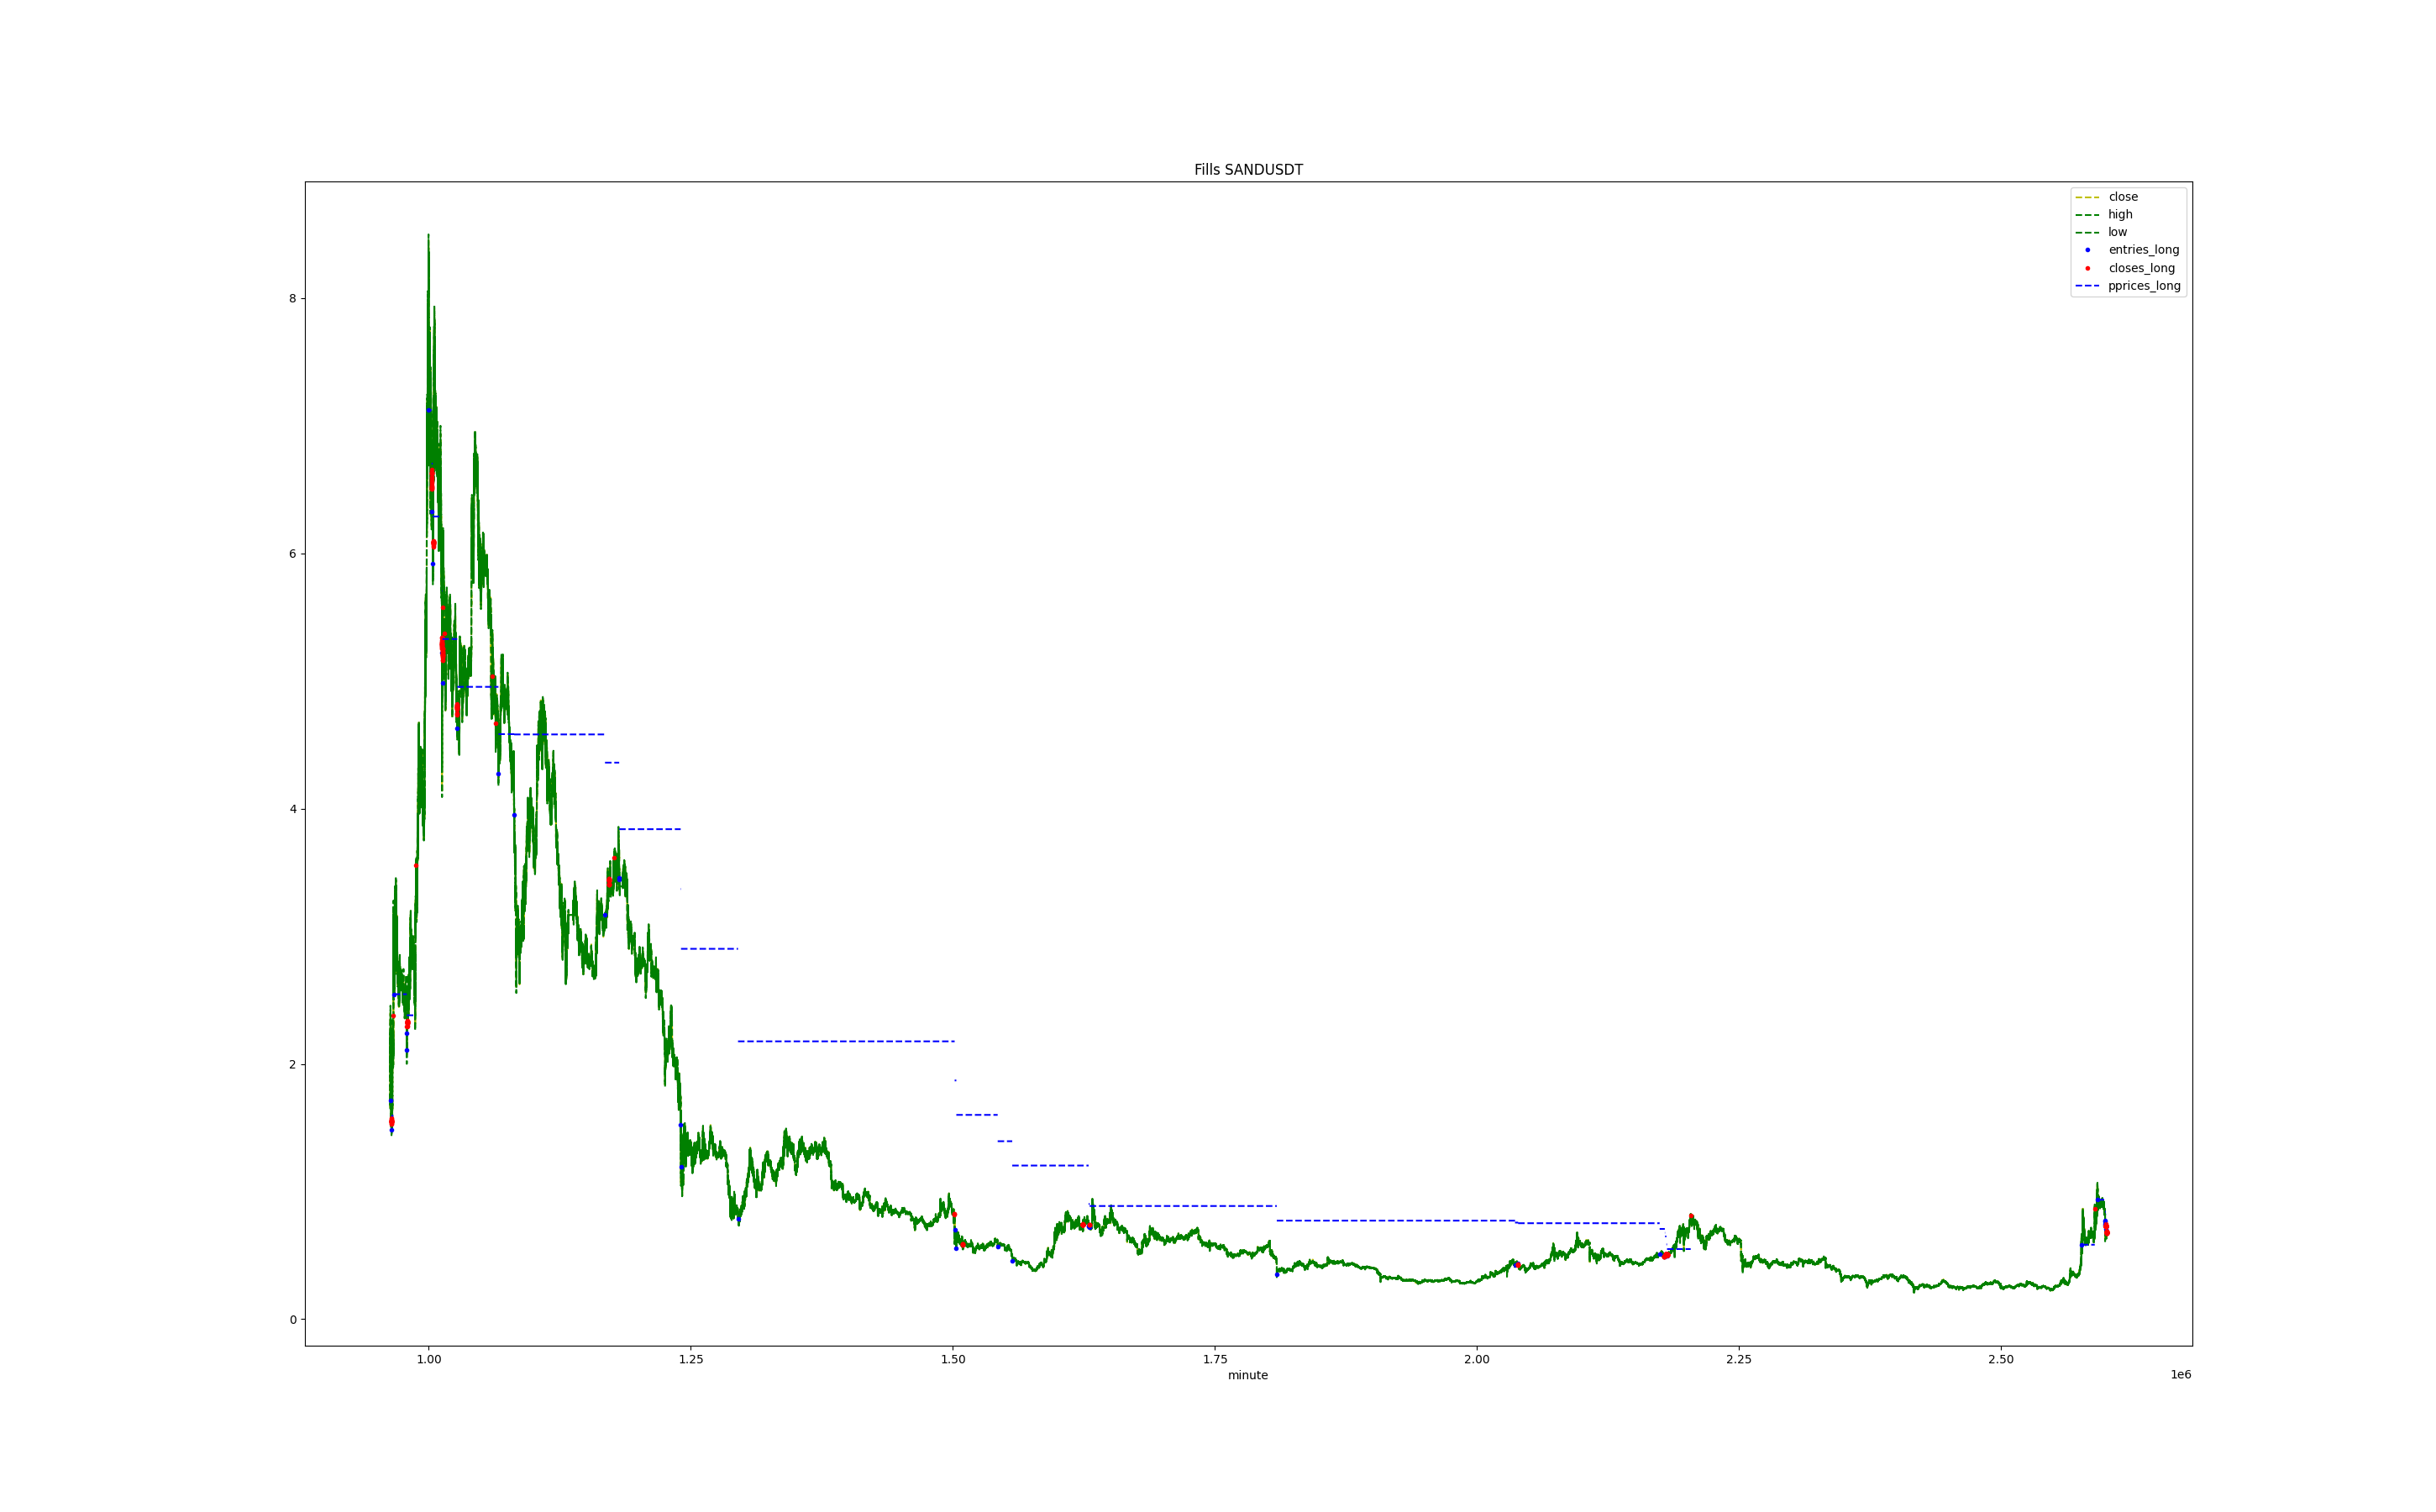 Fills SANDUSDT
close
high
low
entries_long
closes_long
pprices_long
8
6
4
2
0
1.00 1.25 1.50 1.75 2.00 2.25 2.50
minute
1e6